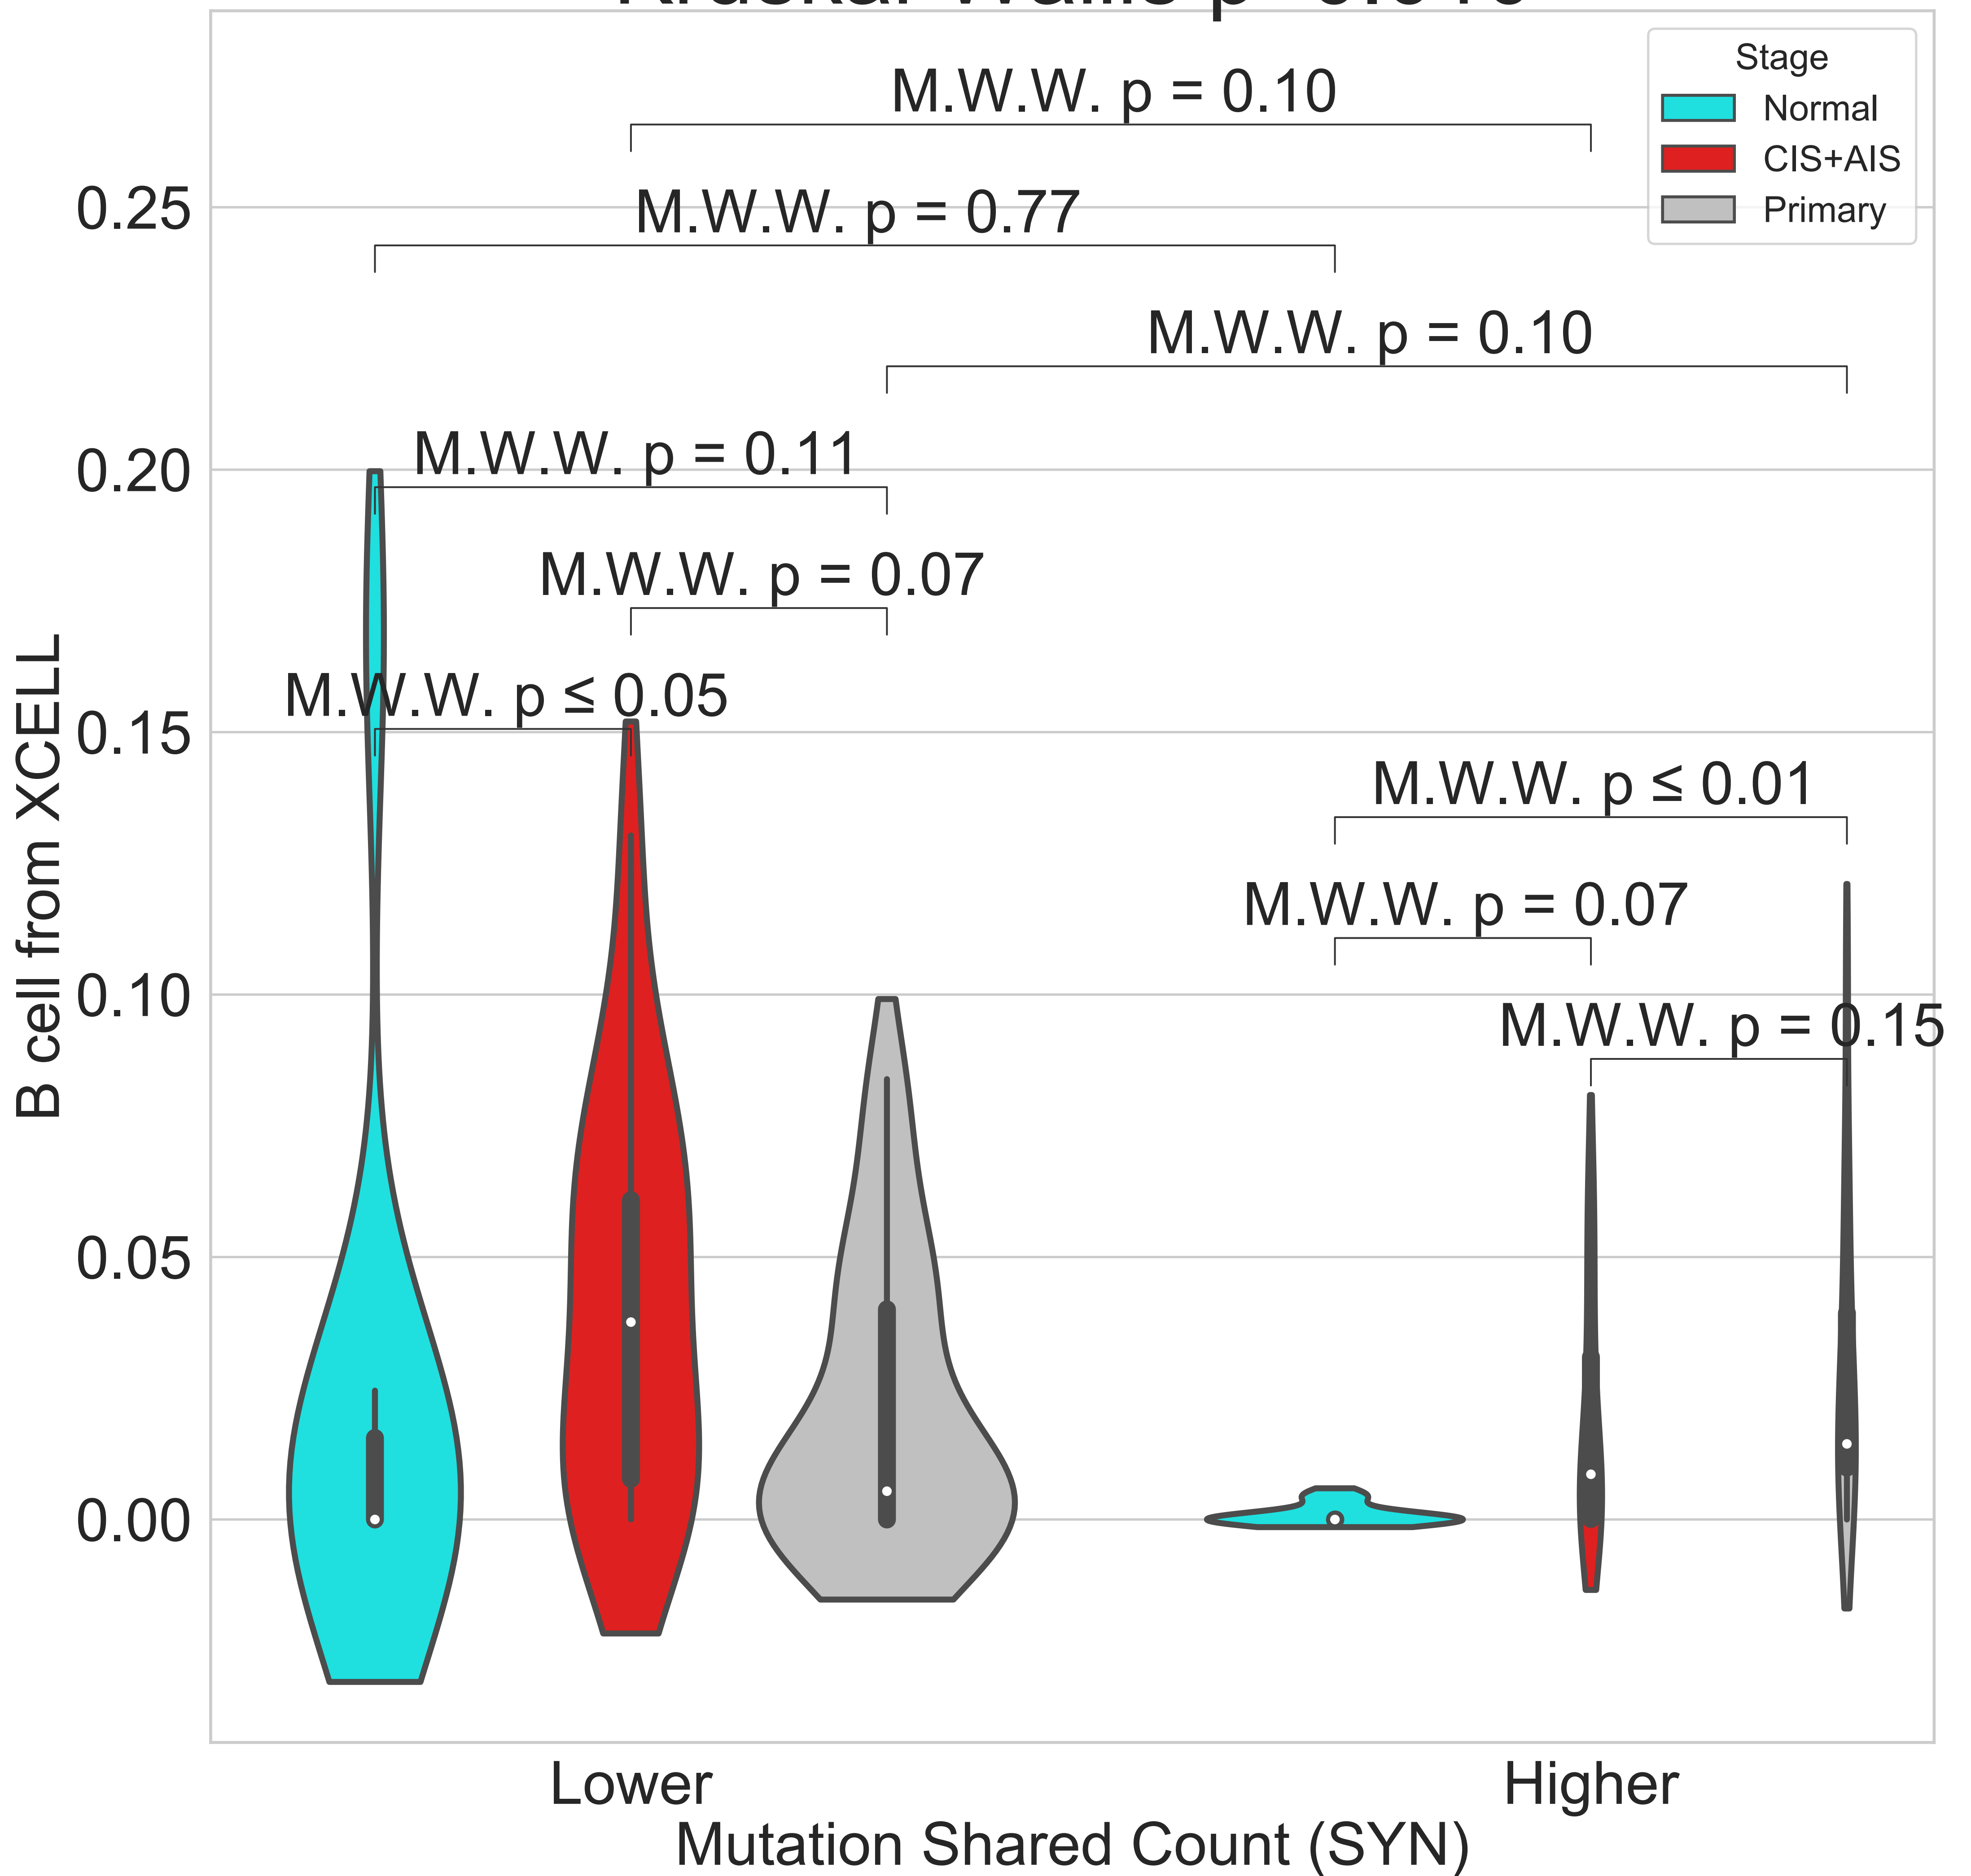 Stage
Normal
CIS+AIS
Primary
M.W.W. p = 0.10
M.W.W. p = 0.77
M.W.W. p = 0.10
M.W.W. p = 0.11
M.W.W. p = 0.07
M.W.W. p ≤ 0.05
M.W.W. p ≤ 0.01
M.W.W. p = 0.07
M.W.W. p = 0.15
0.25
0.20
0.15
0.10
0.05
0.00
B cell from XCELL
Lower
Higher
Mutation Shared Count (SYN)